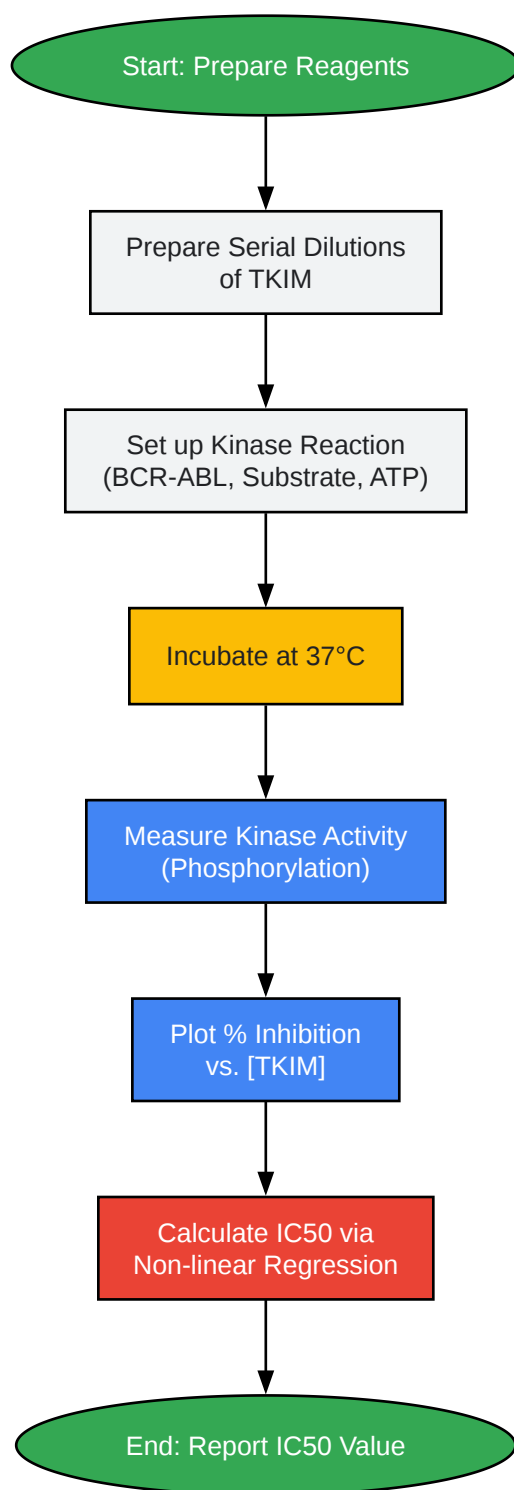 Start: Prepare Reagents
Prepare Serial Dilutions
of TKIM
Set up Kinase Reaction
(BCR-ABL, Substrate, ATP)
Incubate at 37°C
Measure Kinase Activity
(Phosphorylation)
Plot % Inhibition
vs. [TKIM]
Calculate IC50 via
Non-linear Regression
End: Report IC50 Value